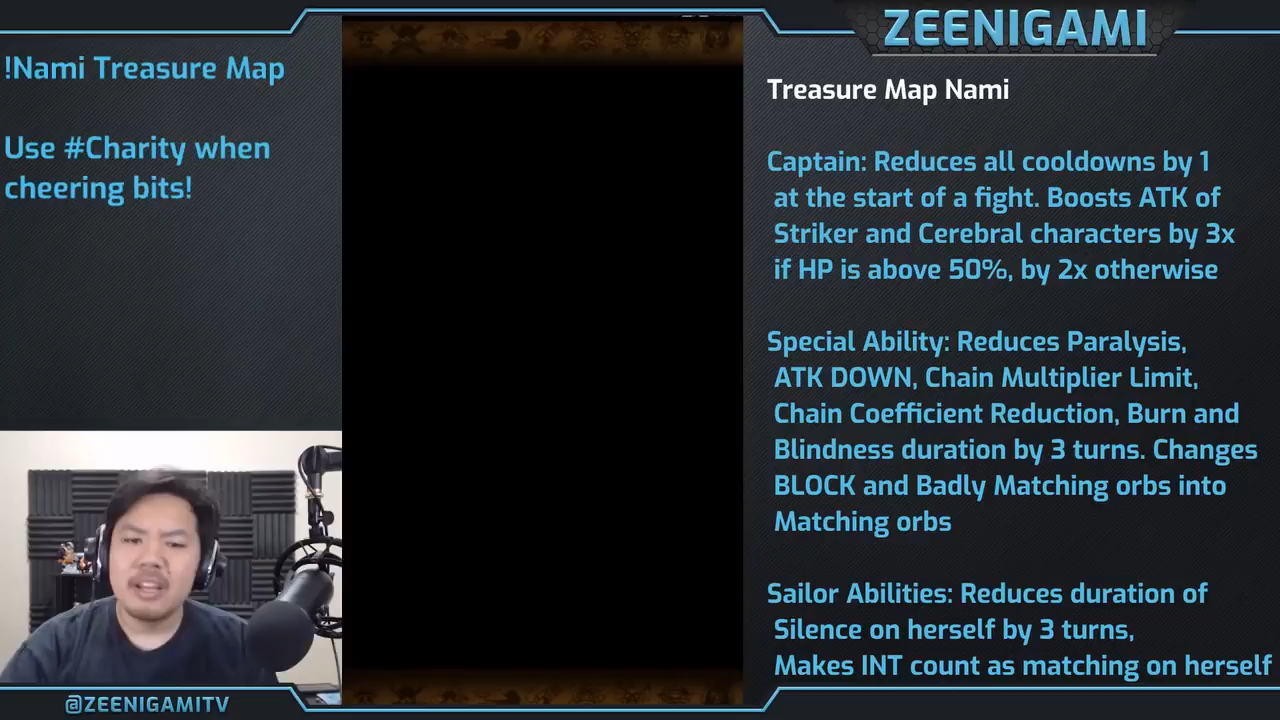 ZEENIGAMI
!Nami Treasure Map
Use #Charity when
cheering bits!
Treasure Map Nami
Captain: Reduces all cooldowns by 1
at the start of a fight. Boosts ATK of
Striker and Cerebral characters by 3x
if HP is above 50%, by 2x otherwise
Special Ability: Reduces Paralysis,
ATK DOWN, Chain Multiplier Limit,
Chain Coefficient Reduction, Burn and
Blindness duration by 3 turns. Changes
BLOCK and Badly Matching orbs into
Matching orbs
Sailor Abilities: Reduces duration of
Silence on herself by 3 turns,
Makes INT count as matching on herself
@ZEENIGAMITV